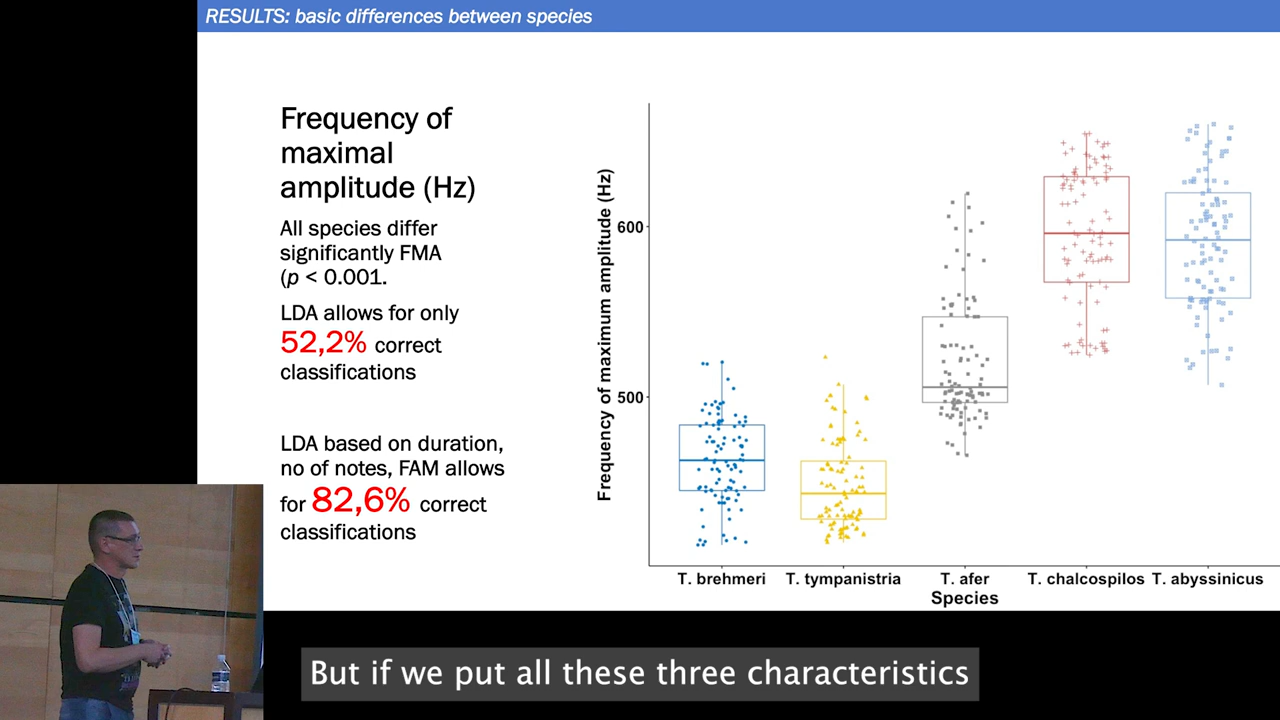 RESULTS: basic differences between species
Frequency of
maximal
amplitude (Hz)
All species differ
significantly FMA
(p < 0.001.
LDA allows for only
52,2% correct
classifications
LDA based on duration,
no of notes, FAM allows
for 82,6% correct
classifications
Frequency of maximum amplitude (Hz)
600
500
T. brehmeri T. tympanistria T. afer T. chalcospilos T. abyssinicus
Species
But if we put all these three characteristics